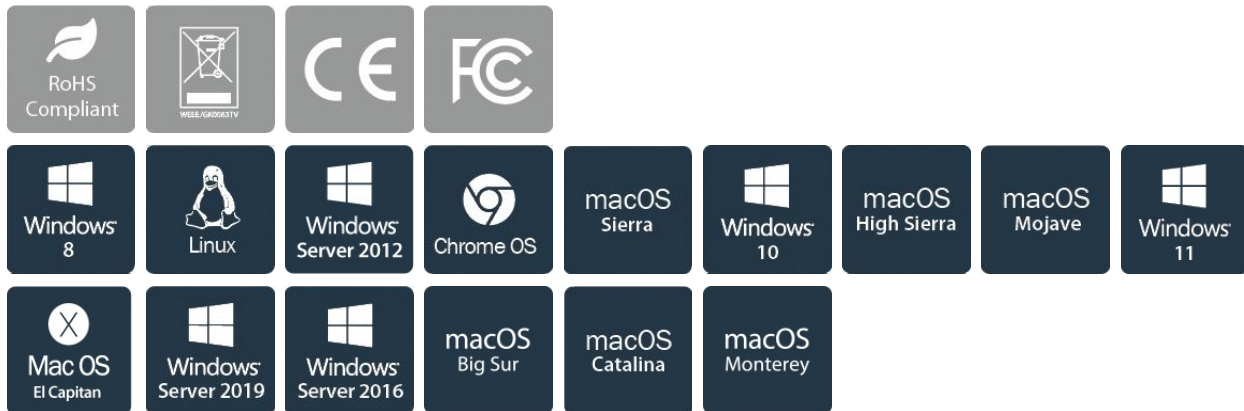 RoHS
Compliant
WEEE/GK0083TV
CE
FC
Windows
8
Linux
Windows
Server 2012
Chrome OS
macOS
Sierra
Windows
10
macOS
High Sierra
macOS
Mojave
Windows
11
X
Mac OS
El Capitan
Windows
Server 2019
Windows
Server 2016
macOS
Big Sur
macOS
Catalina
macOS
Monterey